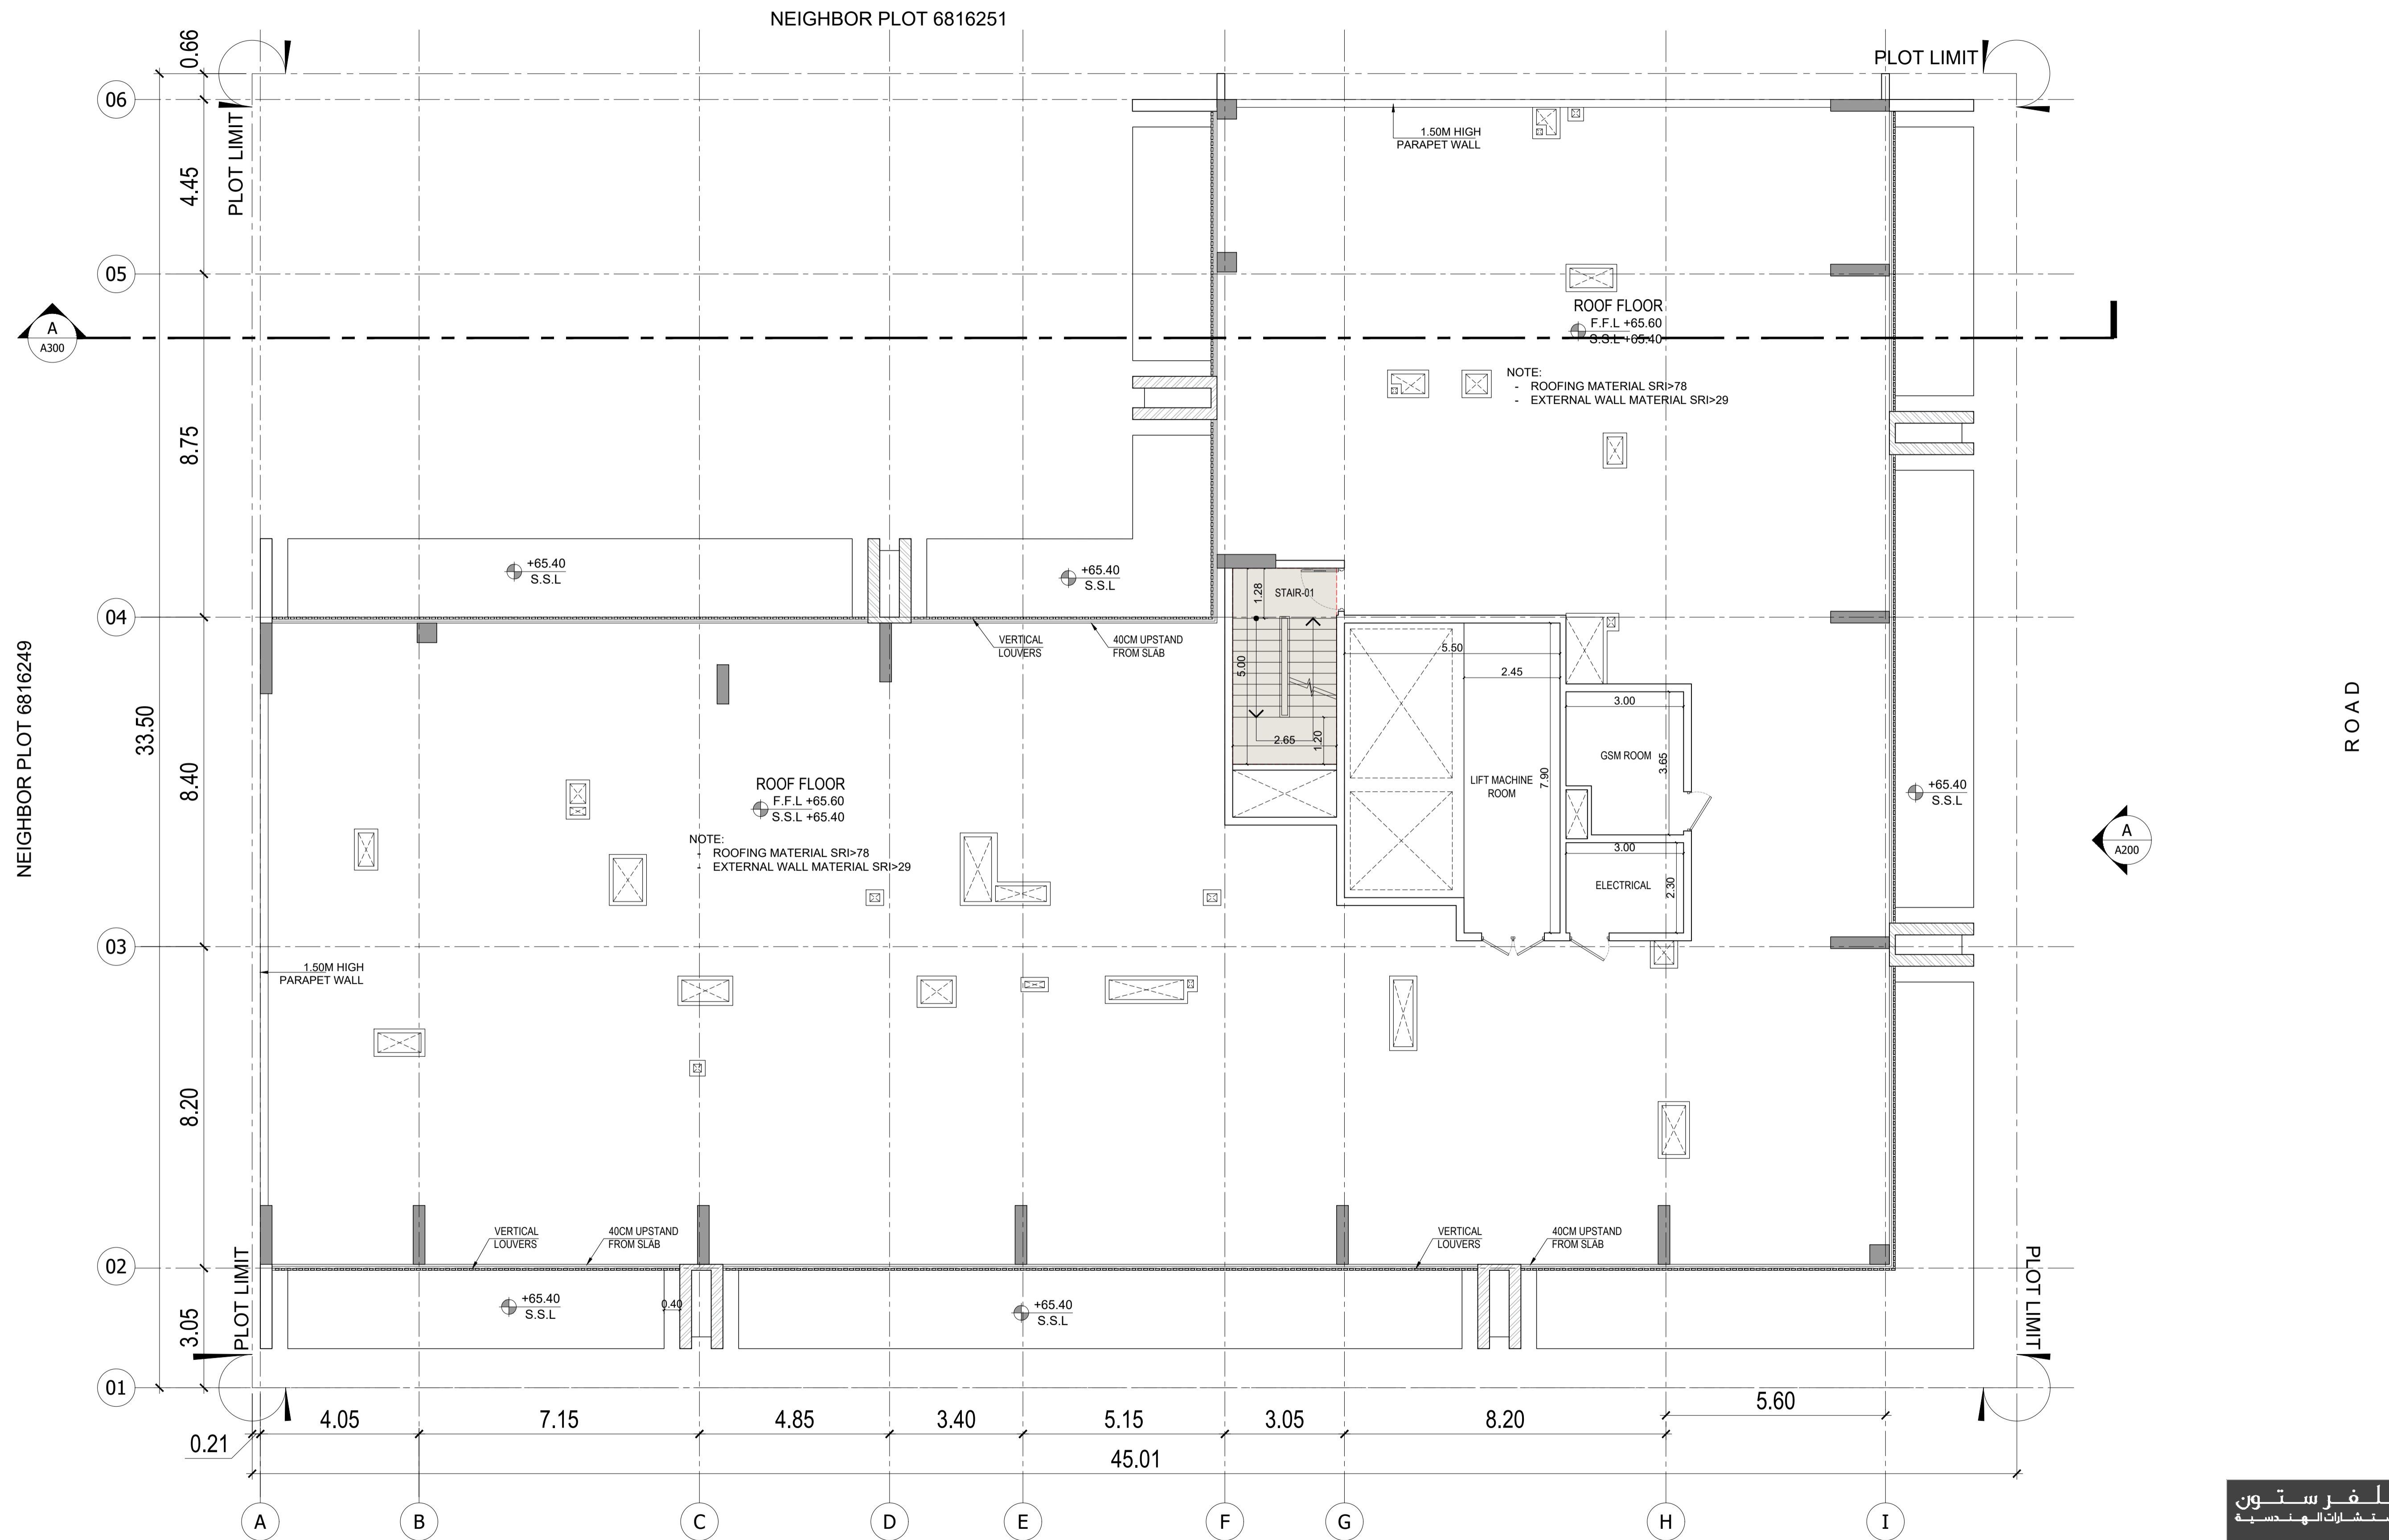 NEIGHBOR PLOT 6816251
0.66
PLOT LIMIT
06
PLOT LIMIT
1.50M HIGH
PARAPET WALL
4.45
05
ROOF FLOOR
F.F.L +65.60
S.S.L +65.40
A
A300
NOTE:
- ROOFING MATERIAL SRI>78
- EXTERNAL WALL MATERIAL SRI>29
8.75
+65.40
S.S.L
+65.40
S.S.L
1.28
STAIR-01
04
VERTICAL
LOUVERS
40CM UPSTAND
FROM SLAB
5.00
5.50
2.45
NEIGHBOR PLOT 6816249
33.50
3.00
ROAD
2.65
1.20
GSM ROOM
3.65
8.40
ROOF FLOOR
F.F.L +65.60
S.S.L +65.40
LIFT MACHINE
ROOM
7.90
+65.40
S.S.L
NOTE:
- ROOFING MATERIAL SRI>78
- EXTERNAL WALL MATERIAL SRI>29
A
A200
3.00
ELECTRICAL
2.30
03
1.50M HIGH
PARAPET WALL
8.20
VERTICAL
LOUVERS
40CM UPSTAND
FROM SLAB
VERTICAL
LOUVERS
40CM UPSTAND
FROM SLAB
02
PLOT LIMIT
PLOT LIMIT
+65.40
S.S.L
0.40
+65.40
S.S.L
3.05
01
0.21
4.05
7.15
4.85
3.40
5.15
3.05
8.20
5.60
45.01
A
B
C
D
E
F
G
H
I